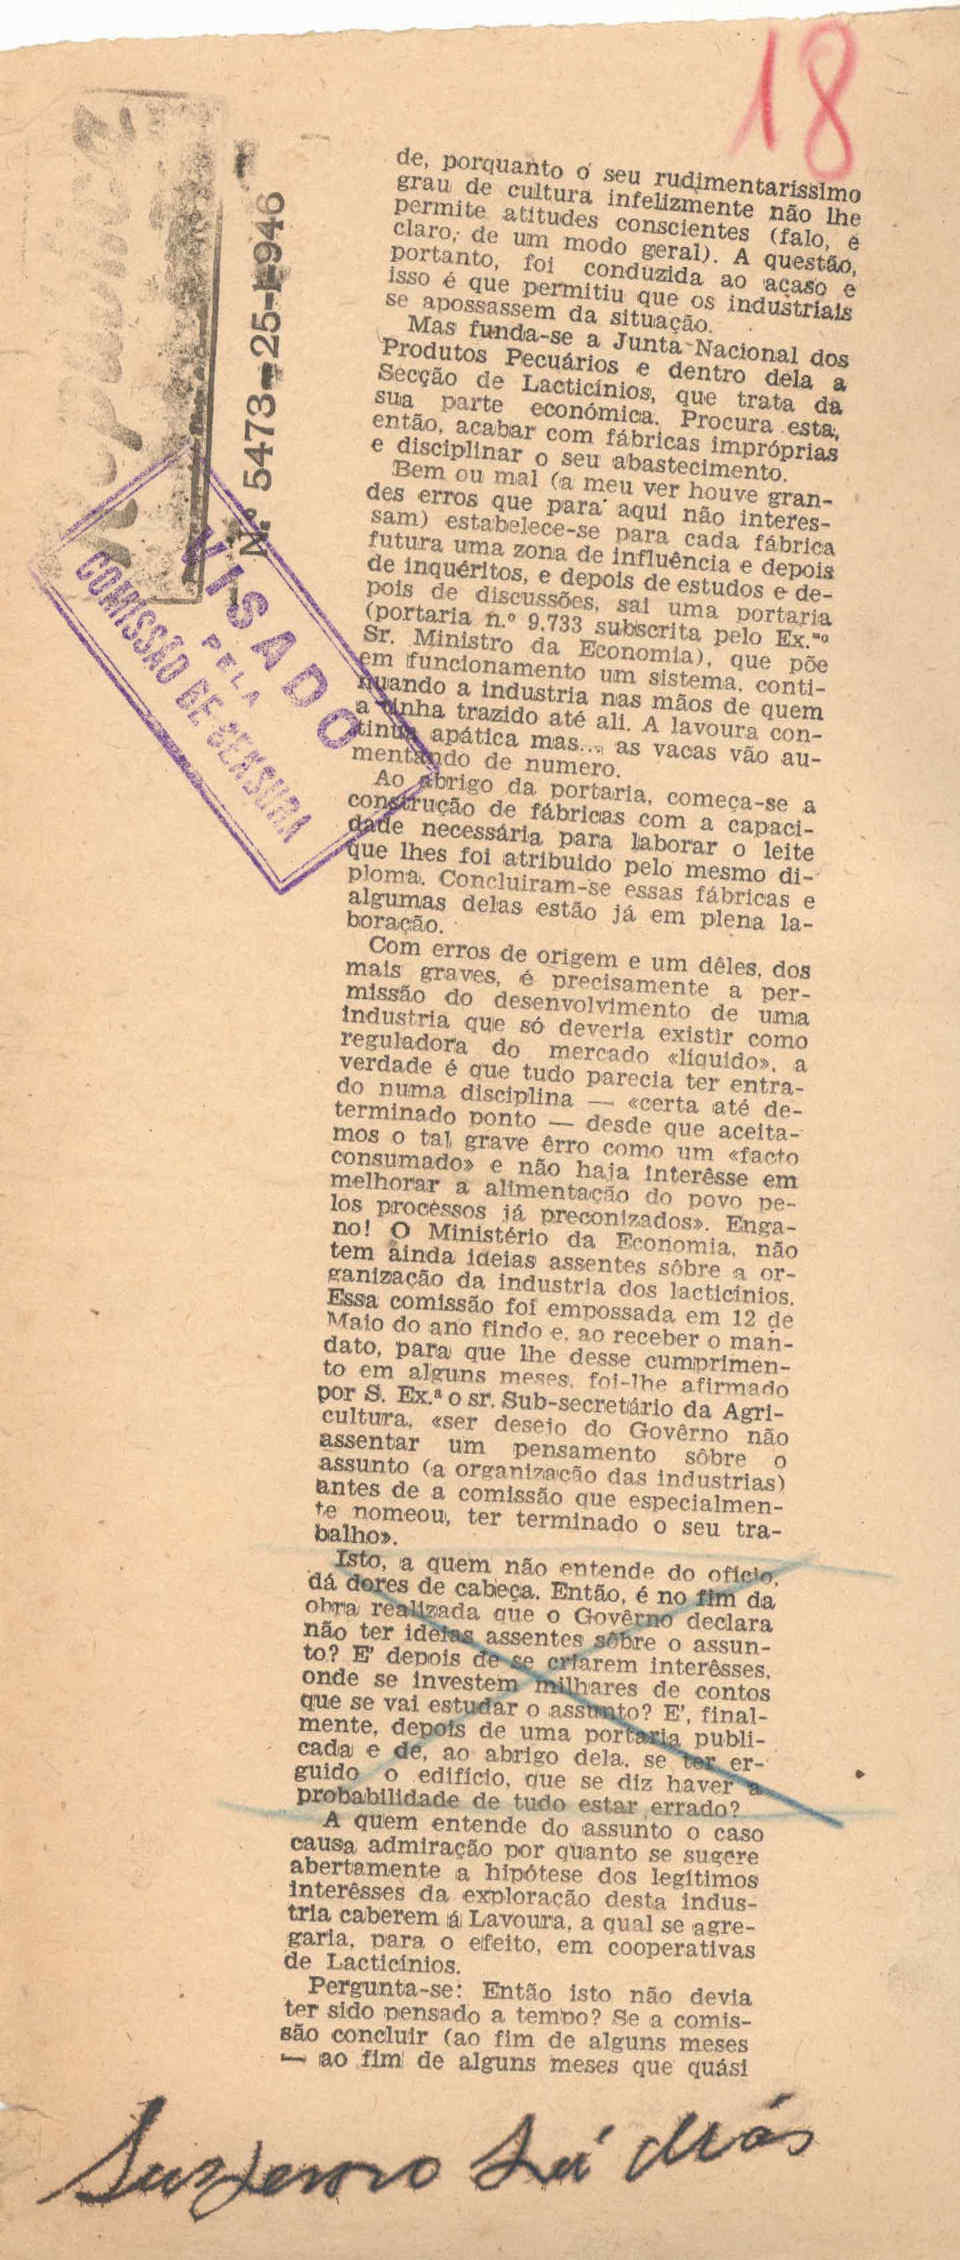 18
República
N.º 5473-25-1-946
VISADO
PELA
COMISSÃO DE CENSURA
de, porquanto o seu rudimentaríssimo
grau de cultura infelizmente não lhe
permite atitudes conscientes (falo, é
claro, de um modo geral). A questão,
portanto, foi conduzida ao acaso e
isso é que permitiu que os industriais
se apossassem da situação.
Mas funda-se a Junta Nacional dos
Produtos Pecuários e dentro dela a
Secção de Lacticínios, que trata da
sua parte económica. Procura esta,
então, acabar com fábricas impróprias
e disciplinar o seu abastecimento.
Bem ou mal (a meu ver houve gran-
des erros que para aqui não interes-
sam) estabelece-se para cada fábrica
futura uma zona de influência e depois
de inquéritos, e depois de estudos e de-
pois de discussões, sai uma portaria
(portaria n.º 9.733 subscrita pelo Ex.ᵐº
Sr. Ministro da Economia), que põe
em funcionamento um sistema, conti-
nuando a industria nas mãos de quem
a tinha trazido até ali. A lavoura con-
tinua apática mas... as vacas vão au-
mentando de numero.
Ao abrigo da portaria, começa-se a
construção de fábricas com a capaci-
dade necessária para laborar o leite
que lhes foi atribuido pelo mesmo di-
ploma. Concluiram-se essas fábricas e
algumas delas estão já em plena la-
boração.
Com erros de origem e um dêles, dos
mais graves, é precisamente a per-
missão do desenvolvimento de uma
industria que só deveria existir como
reguladora do mercado «líquido», a
verdade é que tudo parecia ter entra-
do numa disciplina — «certa até de-
terminado ponto — desde que aceita-
mos o tal grave êrro como um «facto
consumado» e não haja interêsse em
melhorar a alimentação do povo pe-
los processos já preconizados». Enga-
no! O Ministério da Economia, não
tem ainda ideias assentes sôbre a or-
ganização da industria dos lacticínios.
Essa comissão foi empossada em 12 de
Maio do ano findo e, ao receber o man-
dato, para que lhe desse cumprimen-
to em alguns meses, foi-lhe afirmado
por S. Ex.ª o sr. Sub-secretário da Agri-
cultura, «ser desejo do Govêrno não
assentar um pensamento sôbre o
assunto (a organização das industrias)
antes de a comissão que especialmen-
te nomeou, ter terminado o seu tra-
balho».
Isto, a quem não entende do ofício,
dá dores de cabeça. Então, é no fim da
obra realizada que o Govêrno declara
não ter ideias assentes sôbre o assun-
to? E' depois de se criarem interêsses,
onde se investem milhares de contos
que se vai estudar o assunto? E', final-
mente, depois de uma portaria publi-
cada e de, ao abrigo dela, se ter er-
guido o edifício, que se diz haver a
probabilidade de tudo estar errado?
A quem entende do assunto o caso
causa admiração por quanto se sugere
abertamente a hipótese dos legítimos
interêsses da exploração desta indus-
tria caberem á Lavoura, a qual se agre-
garia, para o efeito, em cooperativas
de Lacticínios.
Pergunta-se: Então isto não devia
ter sido pensado a tempo? Se a comis-
são concluir (ao fim de alguns meses
— ao fim de alguns meses que quási